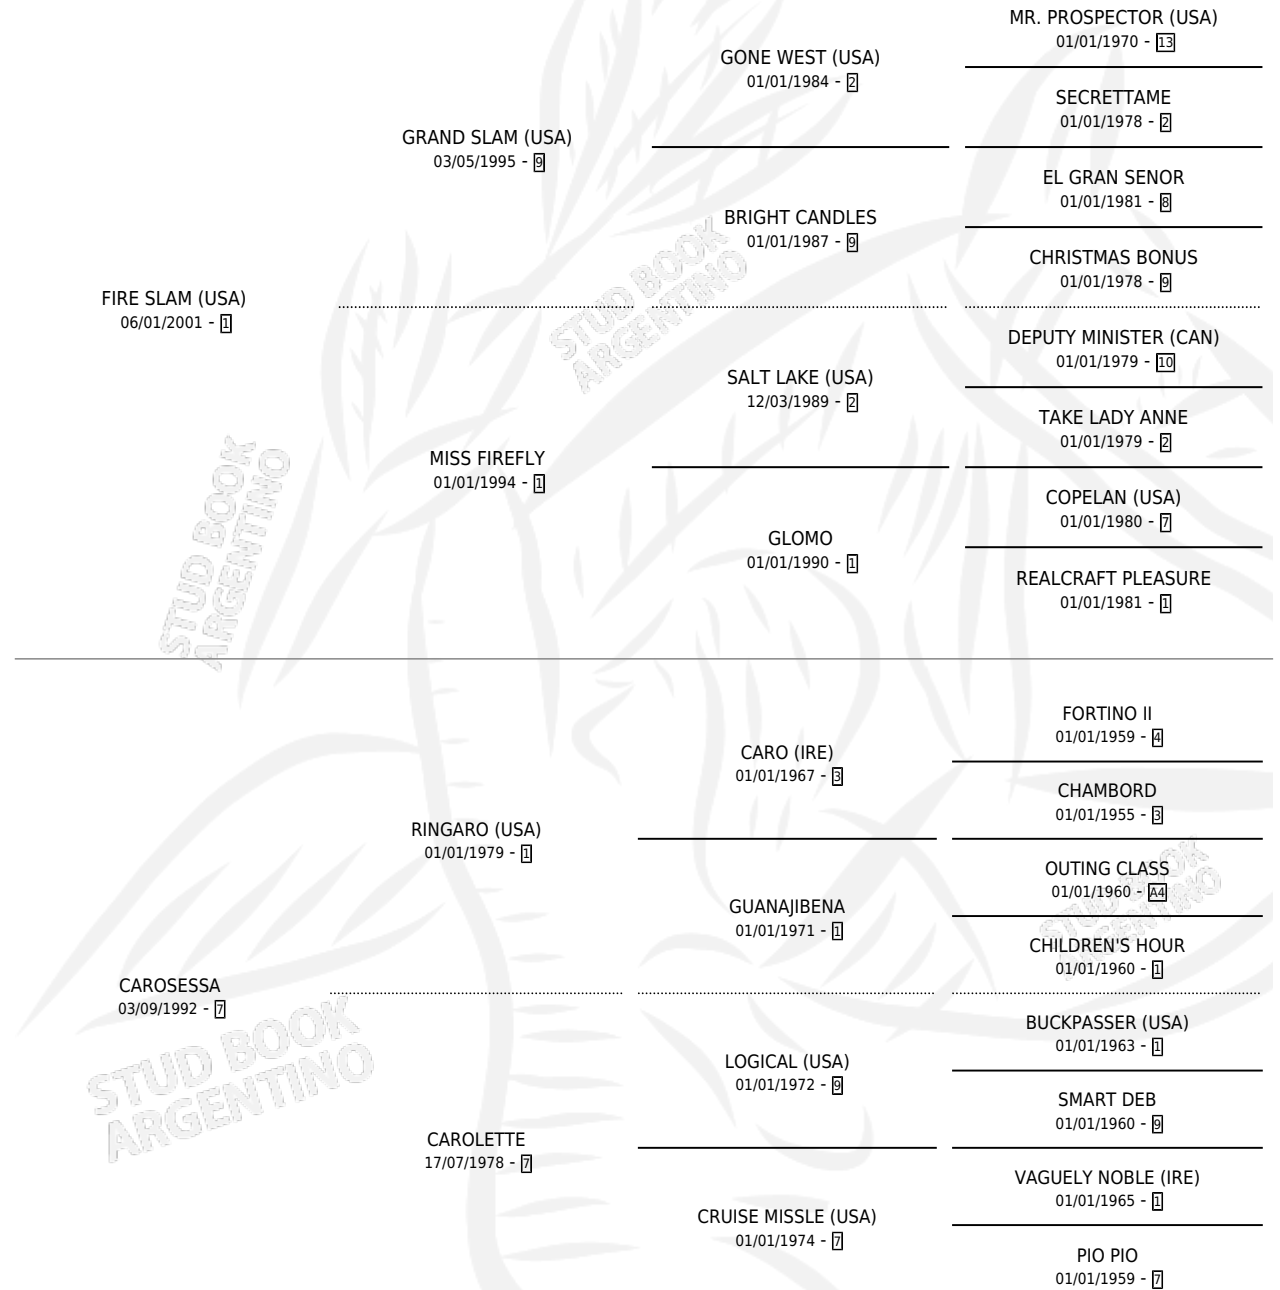 MR. PROSPECTOR (USA)
01/01/1970 - 13
GONE WEST (USA)
01/01/1984 - 2
SECRETTAME
01/01/1978 - 2
GRAND SLAM (USA)
03/05/1995 - 9
EL GRAN SENOR
01/01/1981 - 8
BRIGHT CANDLES
01/01/1987 - 9
CHRISTMAS BONUS
01/01/1978 - 9
FIRE SLAM (USA)
06/01/2001 - 1
DEPUTY MINISTER (CAN)
01/01/1979 - 10
SALT LAKE (USA)
12/03/1989 - 2
TAKE LADY ANNE
01/01/1979 - 2
MISS FIREFLY
01/01/1994 - 1
COPELAN (USA)
01/01/1980 - 7
GLOMO
01/01/1990 - 1
REALCRAFT PLEASURE
01/01/1981 - 1
FORTINO II
01/01/1959 - 4
CARO (IRE)
01/01/1967 - 3
CHAMBORD
01/01/1955 - 3
RINGARO (USA)
01/01/1979 - 1
OUTING CLASS
01/01/1960 - A4
GUANAJIBENA
01/01/1971 - 1
CHILDREN'S HOUR
01/01/1960 - 1
CAROSESSA
03/09/1992 - 7
BUCKPASSER (USA)
01/01/1963 - 1
LOGICAL (USA)
01/01/1972 - 9
SMART DEB
01/01/1960 - 9
CAROLETTE
17/07/1978 - 7
VAGUELY NOBLE (IRE)
01/01/1965 - 1
CRUISE MISSLE (USA)
01/01/1974 - 7
PIO PIO
01/01/1959 - 7
STUD BOOK
ARGENTINO
STUD BOOK
ARGENTINO
STUD BOOK
ARGENTINO
STUD BOOK
ARGENTINO